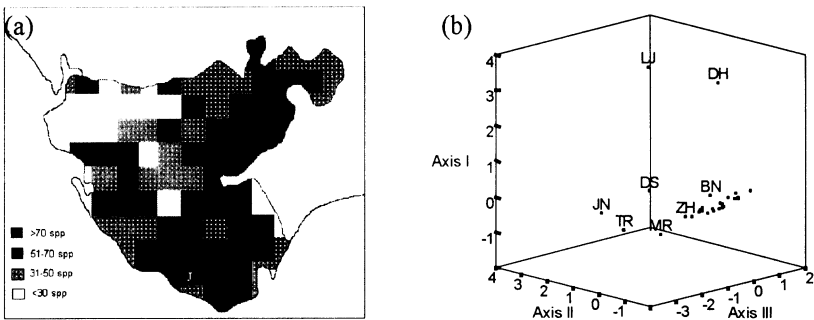 (a)
>70 spp
51-70 spp
31-50 spp
<30 spp
J
(b)
4
3
2
1
0
-1
Axis I
LJ
DH
DS
BN
JN
ZH
TR
MR
4 3 2 1 0 -1
Axis II
-3 -2 -1 0 1 2
Axis III